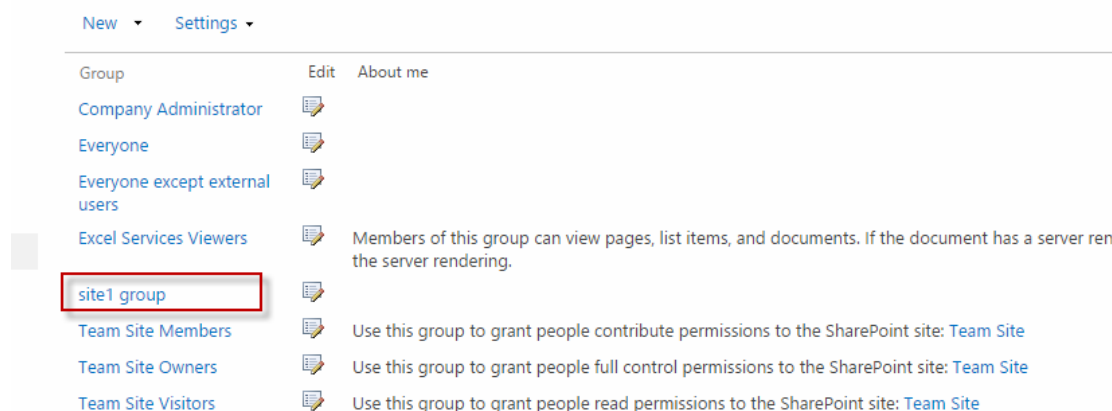 New Settings
Group Edit About me
Company Administrator
Everyone
Everyone except external
users
Excel Services Viewers Members of this group can view pages, list items, and documents. If the document has a server ren
the server rendering.
site1 group
Team Site Members Use this group to grant people contribute permissions to the SharePoint site: Team Site
Team Site Owners Use this group to grant people full control permissions to the SharePoint site: Team Site
Team Site Visitors Use this group to grant people read permissions to the SharePoint site: Team Site